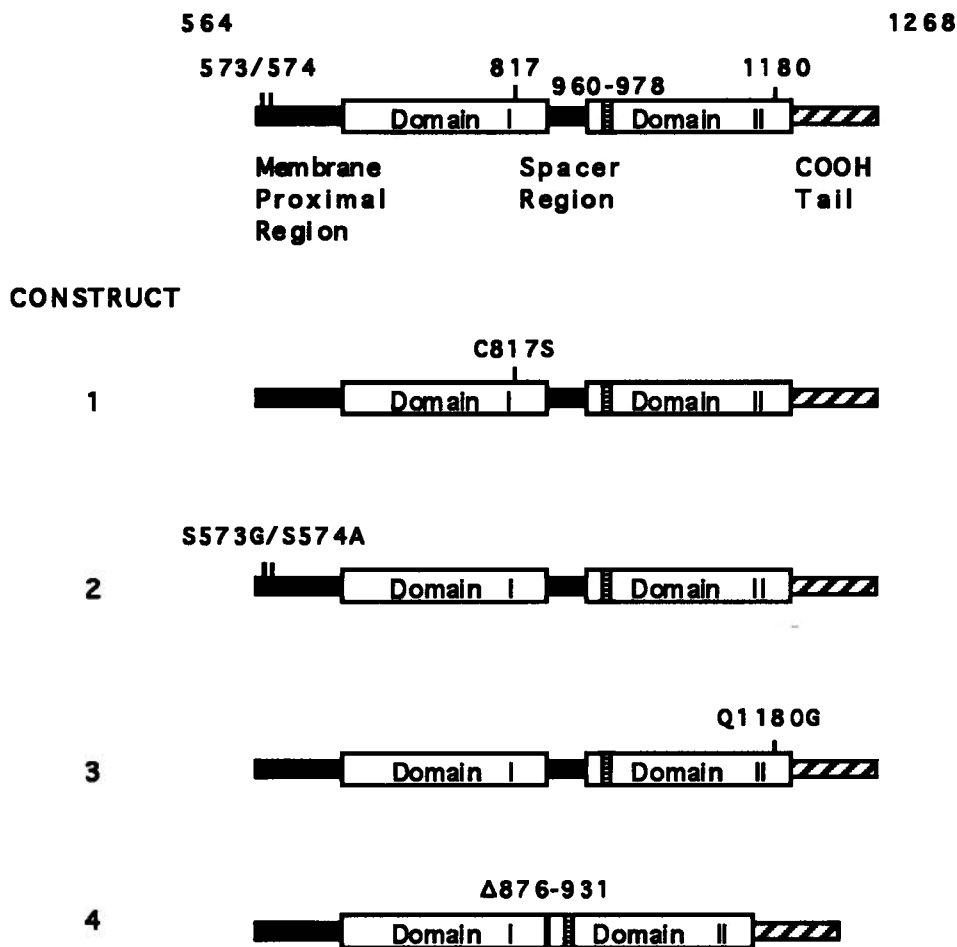 564 1268
573/574 817 960-978 1180
Domain I Domain II
Membrane Proximal Region
Spacer Region
COOH Tail
CONSTRUCT
C817S
1 Domain I Domain II
S573G/S574A
2 Domain I Domain II
Q1180G
3 Domain I Domain II
Δ876-931
4 Domain I Domain II